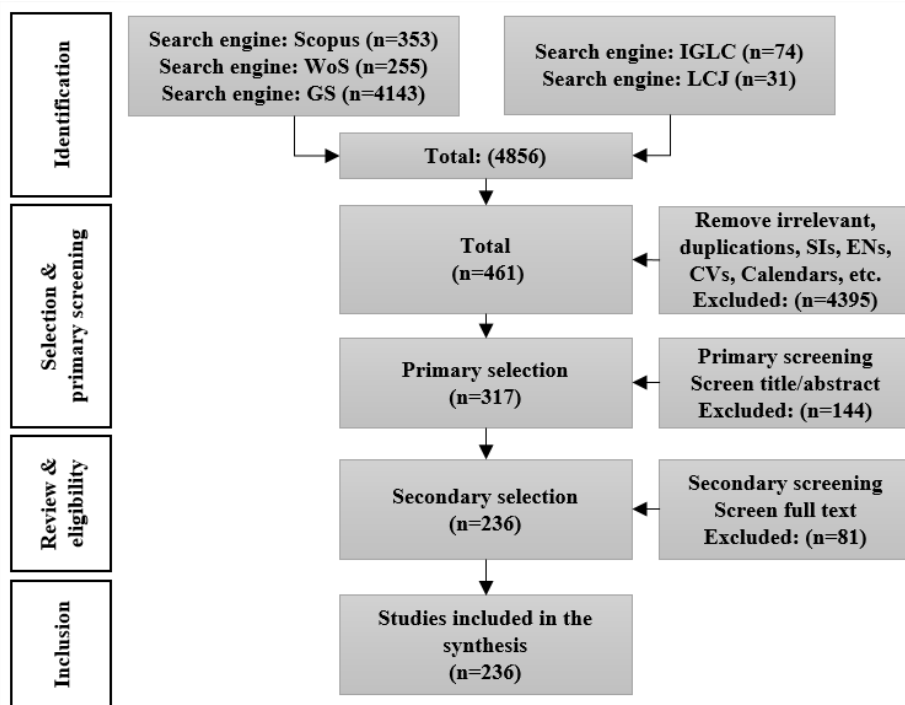 Identification
Search engine: Scopus (n=353)
Search engine: WoS (n=255)
Search engine: GS (n=4143)
Search engine: IGLC (n=74)
Search engine: LCJ (n=31)
Total: (4856)
Selection &
primary screening
Total
(n=461)
Remove irrelevant,
duplications, SIs, ENs,
CVs, Calendars, etc.
Excluded: (n=4395)
Primary selection
(n=317)
Primary screening
Screen title/abstract
Excluded: (n=144)
Review &
eligibility
Secondary selection
(n=236)
Secondary screening
Screen full text
Excluded: (n=81)
Inclusion
Studies included in the
synthesis
(n=236)